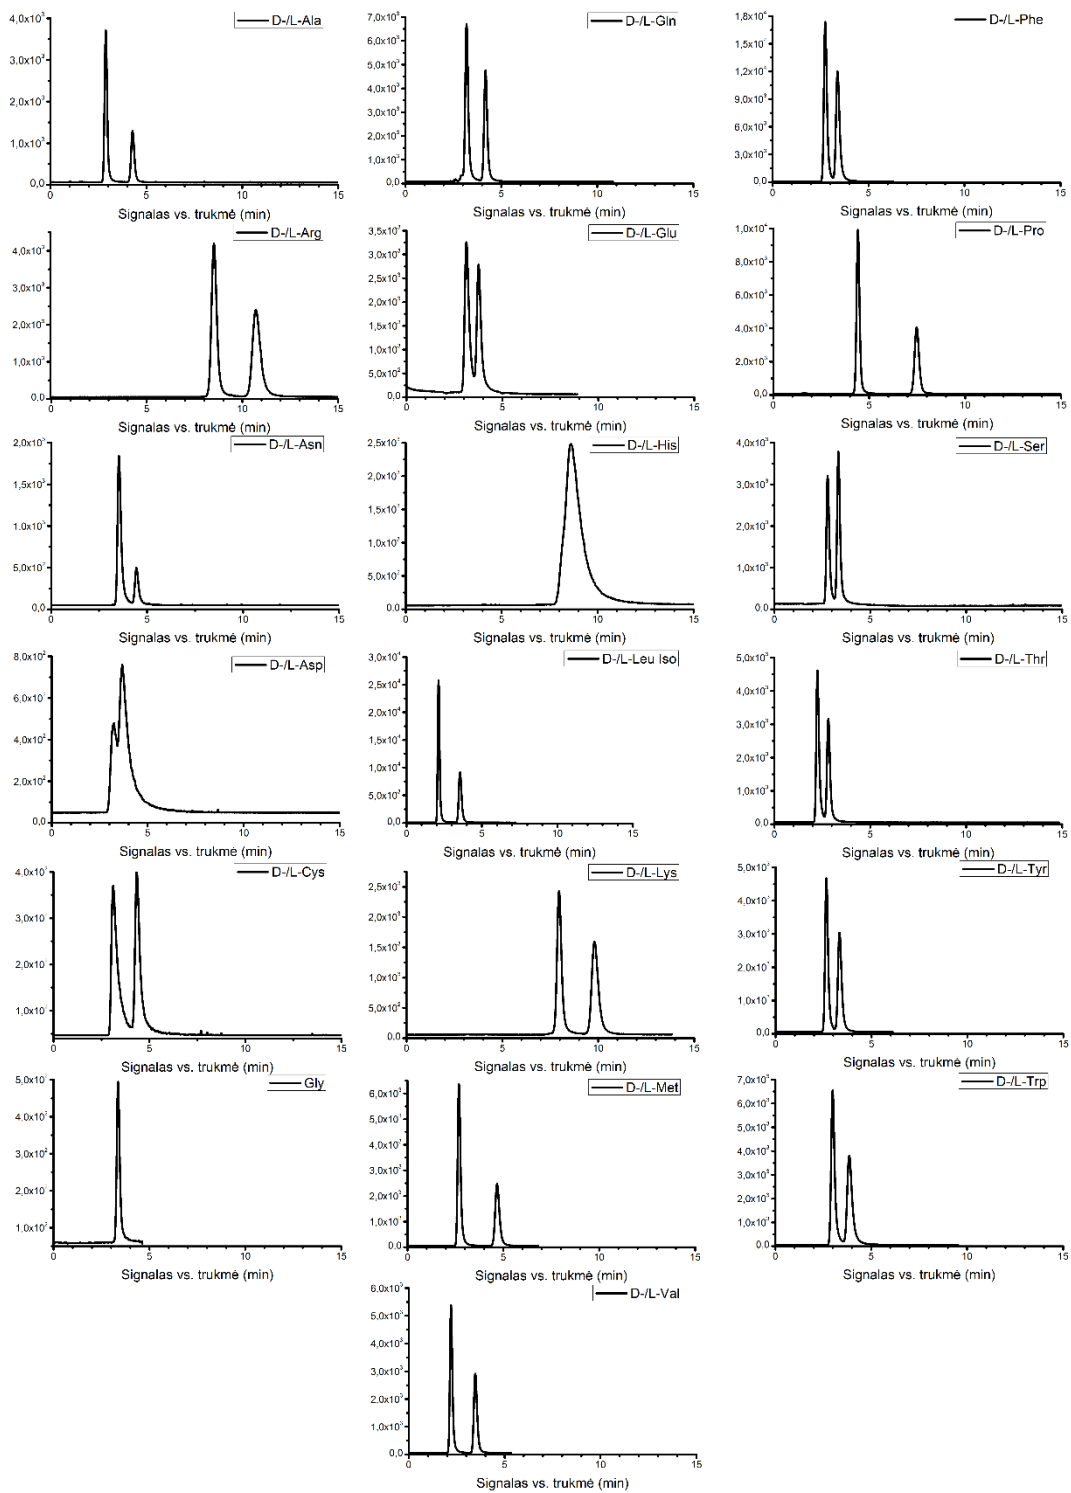 D-/L-Ala
4,0x10³
3,0x10³
2,0x10³
1,0x10³
0,0
0 5 10 15
Signalas vs. trukmė (min)
D-/L-Gln
7,0x10³
6,0x10³
5,0x10³
4,0x10³
3,0x10³
2,0x10³
1,0x10³
0,0
0 5 10 15
Signalas vs. trukmė (min)
D-/L-Phe
1,8x10⁴
1,5x10⁴
1,2x10⁴
9,0x10³
6,0x10³
3,0x10³
0,0
0 5 10 15
Signalas vs. trukmė (min)
D-/L-Arg
5,0x10³
4,0x10³
3,0x10³
2,0x10³
1,0x10³
0,0
0 5 10 15
Signalas vs. trukmė (min)
D-/L-Glu
0,0
0 5 10 15
Signalas vs. trukmė (min)
D-/L-Pro
1,0x10⁴
8,0x10³
6,0x10³
4,0x10³
2,0x10³
0,0
0 5 10 15
Signalas vs. trukmė (min)
D-/L-Asn
2,0x10³
1,5x10³
1,0x10³
5,0x10²
0,0
0 5 10 15
Signalas vs. trukmė (min)
D-/L-His
0,0
0 5 10 15
Signalas vs. trukmė (min)
D-/L-Ser
4,0x10³
3,0x10³
2,0x10³
1,0x10³
0,0
0 5 10 15
Signalas vs. trukmė (min)
D-/L-Asp
8,0x10²
6,0x10²
4,0x10²
2,0x10²
0,0
0 5 10 15
Signalas vs. trukmė (min)
D-/L-Leu Iso
3,0x10⁴
2,5x10⁴
2,0x10⁴
1,5x10⁴
1,0x10⁴
5,0x10³
0,0
0 5 10 15
Signalas vs. trukmė (min)
D-/L-Thr
5,0x10³
4,0x10³
3,0x10³
2,0x10³
1,0x10³
0,0
0 5 10 15
Signalas vs. trukmė (min)
D-/L-Cys
0 5 10 15
Signalas vs. trukmė (min)
D-/L-Lys
2,5x10³
2,0x10³
1,5x10³
1,0x10³
5,0x10²
0,0
0 5 10 15
Signalas vs. trukmė (min)
D-/L-Tyr
0,0
0 5 10 15
Signalas vs. trukmė (min)
Gly
0 5 10 15
Signalas vs. trukmė (min)
D-/L-Met
0,0
0 5 10 15
Signalas vs. trukmė (min)
D-/L-Trp
7,0x10³
6,0x10³
5,0x10³
4,0x10³
3,0x10³
2,0x10³
1,0x10³
0,0
0 5 10 15
Signalas vs. trukmė (min)
D-/L-Val
6,0x10³
5,0x10³
4,0x10³
3,0x10³
2,0x10³
1,0x10³
0,0
0 5 10 15
Signalas vs. trukmė (min)